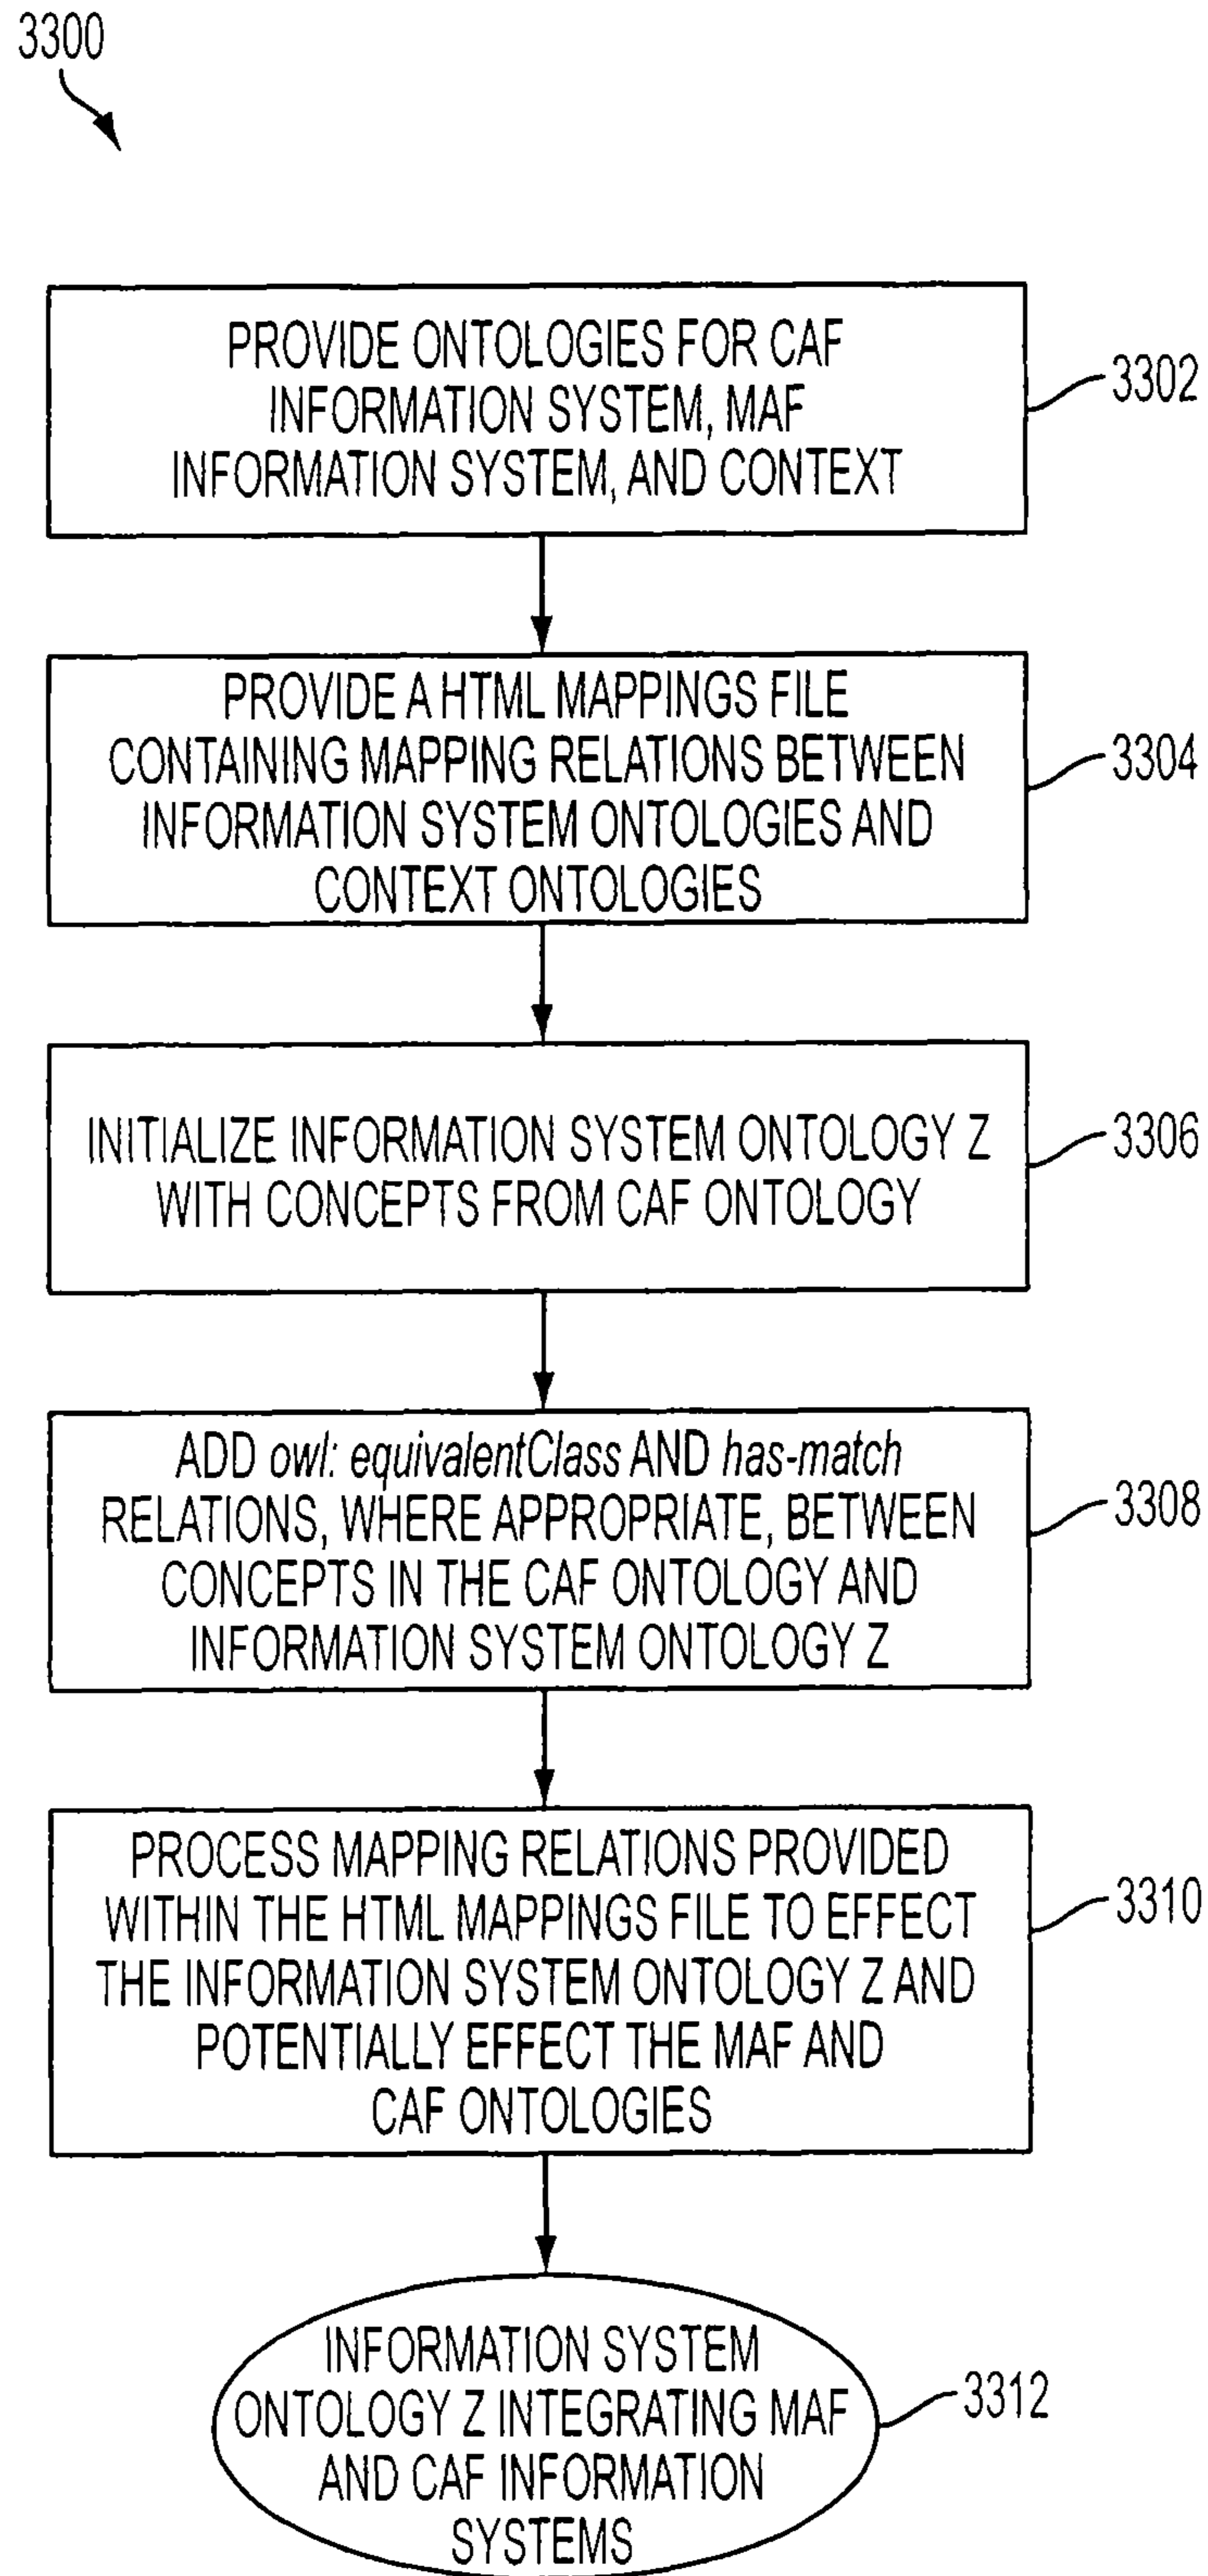 3300
PROVIDE ONTOLOGIES FOR CAF
INFORMATION SYSTEM, MAF
INFORMATION SYSTEM, AND CONTEXT
3302
PROVIDE A HTML MAPPINGS FILE
CONTAINING MAPPING RELATIONS BETWEEN
INFORMATION SYSTEM ONTOLOGIES AND
CONTEXT ONTOLOGIES
3304
INITIALIZE INFORMATION SYSTEM ONTOLOGY Z
WITH CONCEPTS FROM CAF ONTOLOGY
3306
ADD owl: equivalentClass AND has-match
RELATIONS, WHERE APPROPRIATE, BETWEEN
CONCEPTS IN THE CAF ONTOLOGY AND
INFORMATION SYSTEM ONTOLOGY Z
3308
PROCESS MAPPING RELATIONS PROVIDED
WITHIN THE HTML MAPPINGS FILE TO EFFECT
THE INFORMATION SYSTEM ONTOLOGY Z AND
POTENTIALLY EFFECT THE MAF AND
CAF ONTOLOGIES
3310
INFORMATION SYSTEM
ONTOLOGY Z INTEGRATING MAF
AND CAF INFORMATION
SYSTEMS
3312